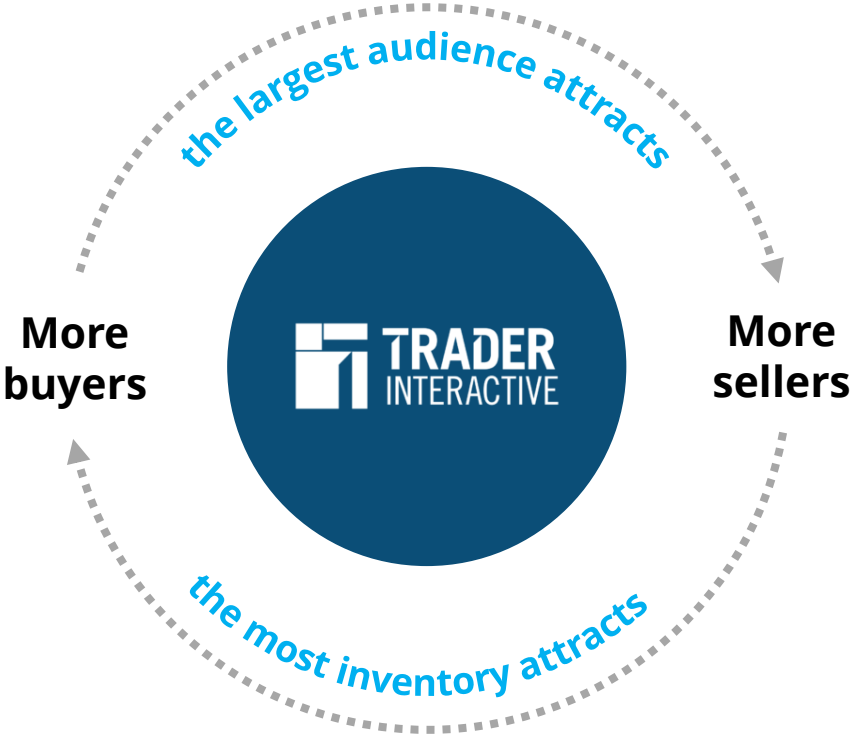 the largest audience attracts
More
buyers
TRADER
INTERACTIVE
More
sellers
the most inventory attracts